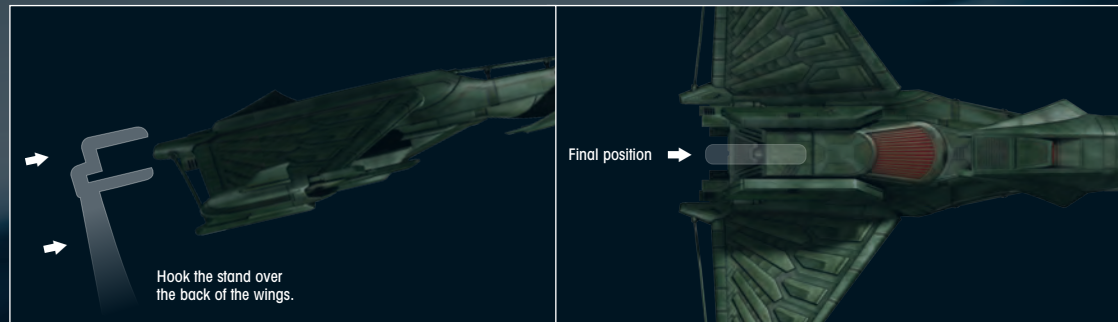 Hook the stand over
the back of the wings.
Final position